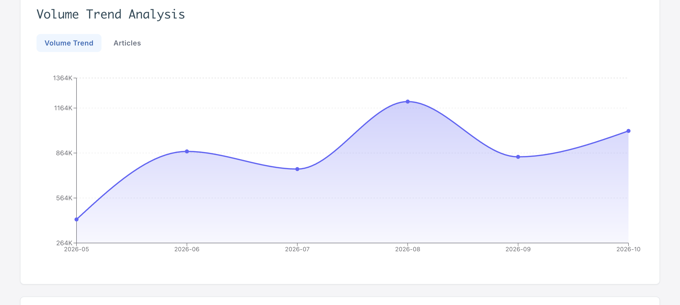 Volume Trend Analysis
Volume Trend
Articles
1364K
1164K
864K
564K
264K
2026-05
2026-06
2026-07
2026-08
2026-09
2026-10